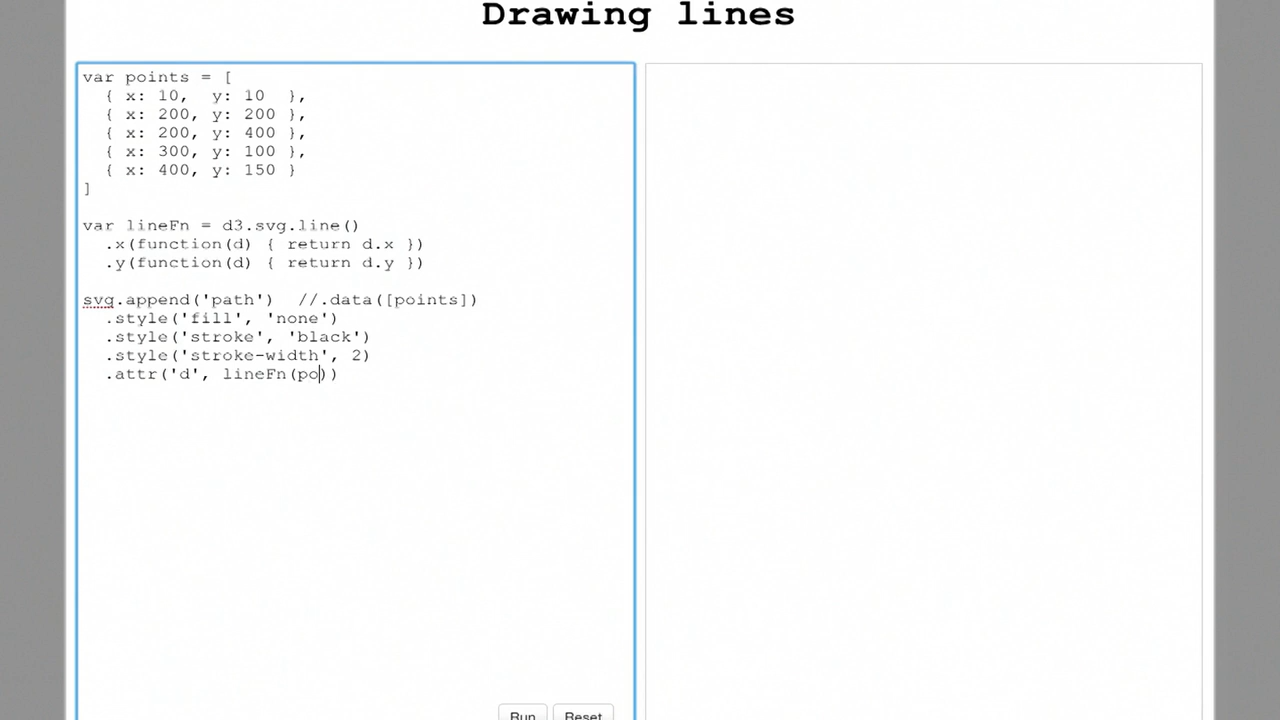 Drawing lines
var points = [
  { x: 10,  y: 10  },
  { x: 200, y: 200 },
  { x: 200, y: 400 },
  { x: 300, y: 100 },
  { x: 400, y: 150 }
]
var lineFn = d3.svg.line()
  .x(function(d) { return d.x })
  .y(function(d) { return d.y })
svg.append('path')  //.data([points])
  .style('fill', 'none')
  .style('stroke', 'black')
  .style('stroke-width', 2)
  .attr('d', lineFn(po))
Run Reset